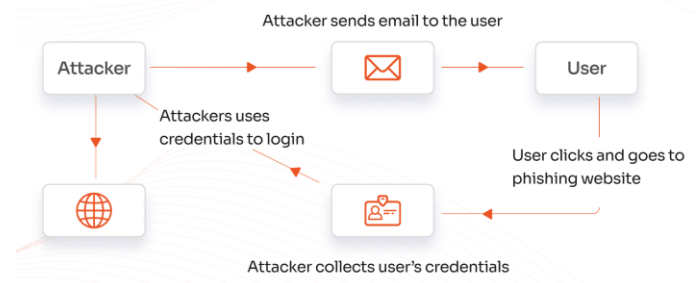 Attacker sends email to the user
Attacker
User
Attackers uses
credentials to login
User clicks and goes to
phishing website
Attacker collects user's credentials